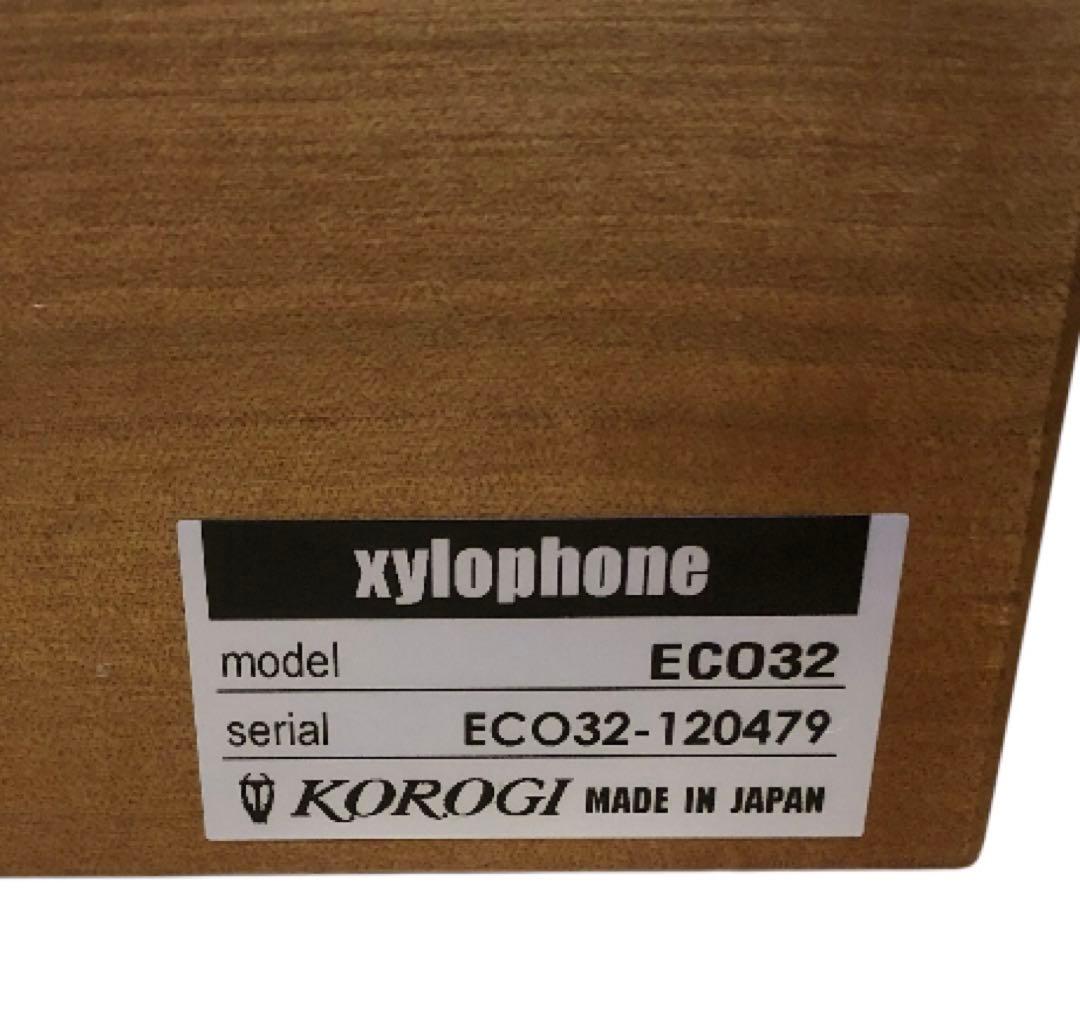 xylophone
model ECO32
serial ECO32-120479
KOROGI MADE IN JAPAN